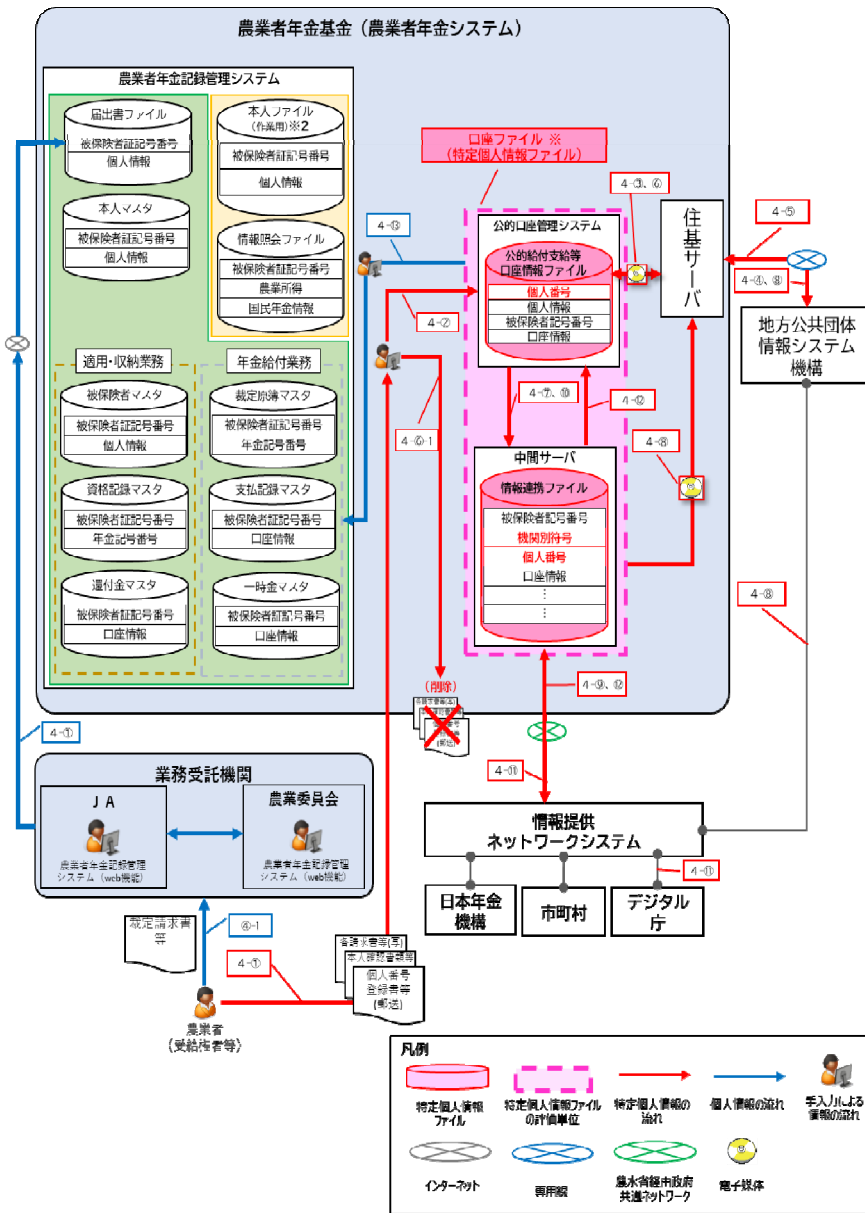 農業者年金基金（農業者年金システム）
農業者年金記録管理システム
届出書ファイル
被保険者証記号番号
個人情報
本人ファイル
(作業用)※2
被保険者証記号番号
個人情報
本人マスタ
被保険者証記号番号
個人情報
情報照会ファイル
被保険者証記号番号
農業所得
国民年金情報
適用・収納業務
年金給付業務
被保険者マスタ
被保険者証記号番号
個人情報
裁定原簿マスタ
被保険者証記号番号
年金記号番号
資格記録マスタ
被保険者証記号番号
年金記号番号
支払記録マスタ
被保険者証記号番号
口座情報
還付金マスタ
被保険者証記号番号
口座情報
一時金マスタ
被保険者証記号番号
口座情報
口座ファイル ※
（特定個人情報ファイル）
4-⑬
4-②
4-⑥-1
公的口座管理システム
公的給付支給等
口座情報ファイル
個人番号
個人情報
被保険者記号番号
口座情報
4-③、⑥
住基サーバ
4-⑤
4-④、⑧
地方公共団体
情報システム
機構
4-⑦、⑩
4-⑫
4-⑧
中間サーバ
情報連携ファイル
被保険者記号番号
機関別符号
個人番号
口座情報
：
：
4-⑧
(削除)
(郵送)
4-⑨、⑫
4-⑪
4-①
業務受託機関
ＪＡ
農業者年金記録管理
システム（web機能）
農業委員会
農業者年金記録管理
システム（web機能）
情報提供
ネットワークシステム
4-⑪
日本年金
機構
市町村
デジタル
庁
裁定請求書
等
④-1
4-①
各請求書等(写)
本人確認書類等
個人番号
登録書等
(郵送)
農業者
（受給権者等）
凡例
特定個人情報
ファイル
特定個人情報ファイル
の評価単位
特定個人情報の
流れ
個人情報の流れ
手入力による
情報の流れ
インターネット
専用線
農水省経由政府
共通ネットワーク
電子媒体